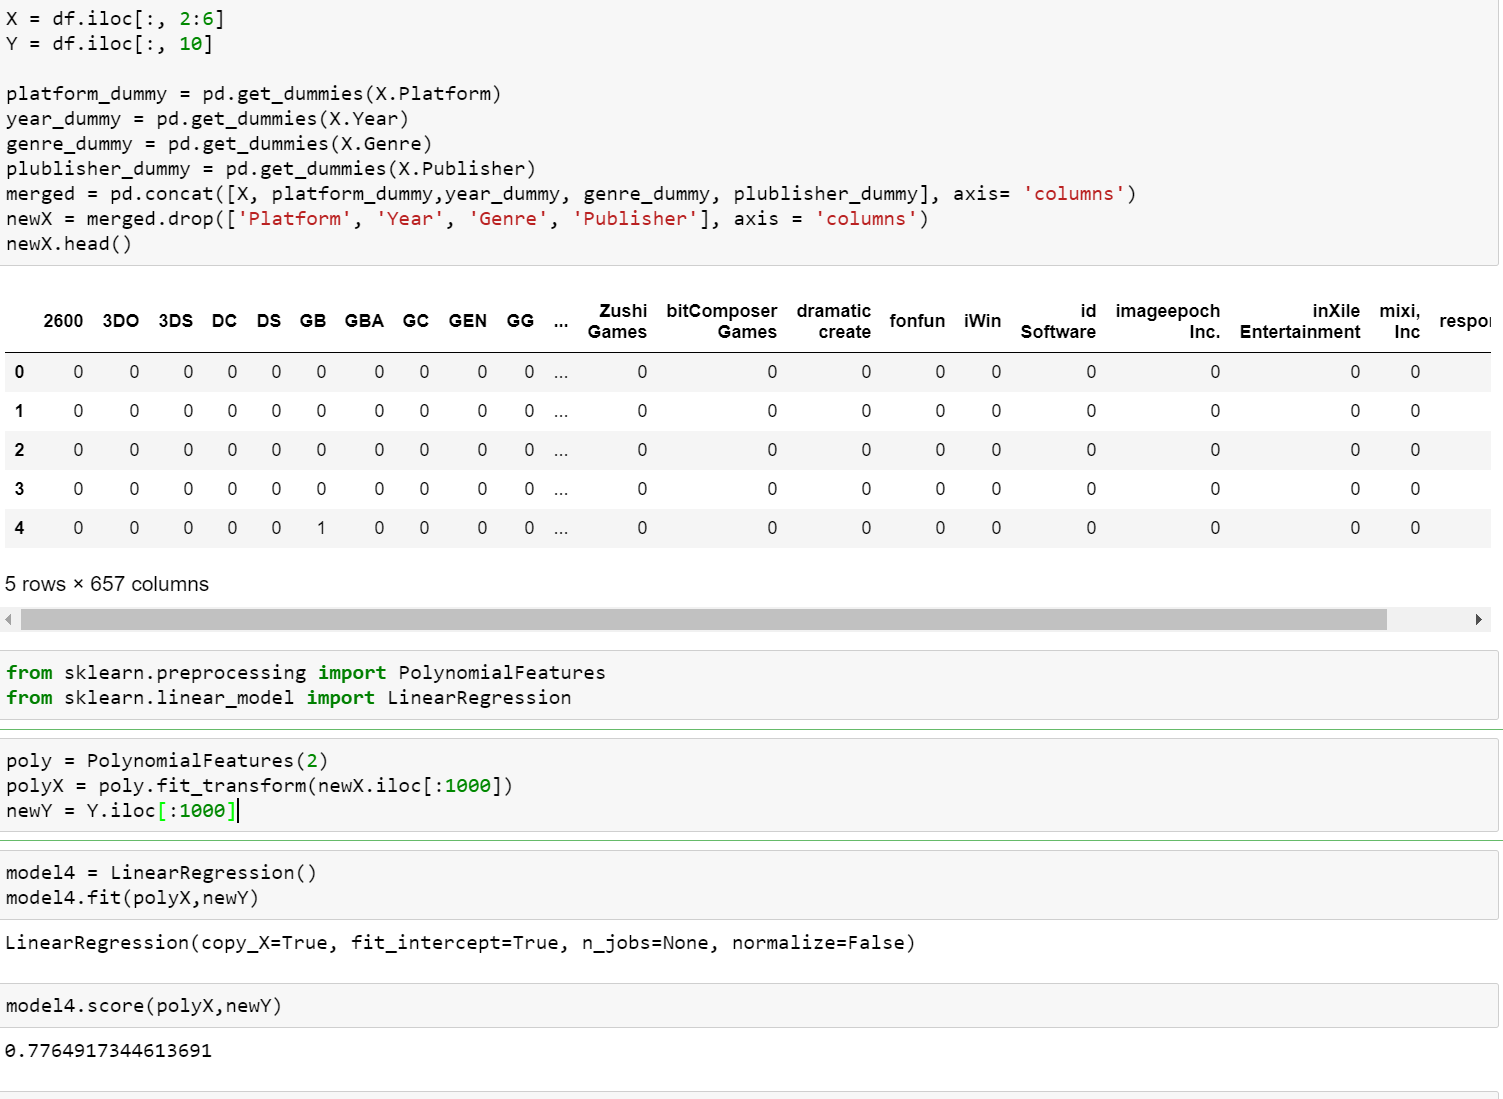 X = df.iloc[:, 2:6]
Y = df.iloc[:, 10]
platform_dummy = pd.get_dummies(X.Platform)
year_dummy = pd.get_dummies(X.Year)
genre_dummy = pd.get_dummies(X.Genre)
plublisher_dummy = pd.get_dummies(X.Publisher)
merged = pd.concat([X, platform_dummy,year_dummy, genre_dummy, plublisher_dummy], axis= 'columns')
newX = merged.drop(['Platform', 'Year', 'Genre', 'Publisher'], axis = 'columns')
newX.head()
2600 3DO 3DS DC DS GB GBA GC GEN GG ... Zushi Games bitComposer Games dramatic create fonfun iWin id Software imageepoch Inc. inXile Entertainment mixi, Inc respo
0 0 0 0 0 0 0 0 0 0 0 ... 0 0 0 0 0 0 0 0 0
1 0 0 0 0 0 0 0 0 0 0 ... 0 0 0 0 0 0 0 0 0
2 0 0 0 0 0 0 0 0 0 0 ... 0 0 0 0 0 0 0 0 0
3 0 0 0 0 0 0 0 0 0 0 ... 0 0 0 0 0 0 0 0 0
4 0 0 0 0 0 1 0 0 0 0 ... 0 0 0 0 0 0 0 0 0
5 rows × 657 columns
from sklearn.preprocessing import PolynomialFeatures
from sklearn.linear_model import LinearRegression
poly = PolynomialFeatures(2)
polyX = poly.fit_transform(newX.iloc[:1000])
newY = Y.iloc[:1000]
model4 = LinearRegression()
model4.fit(polyX,newY)
LinearRegression(copy_X=True, fit_intercept=True, n_jobs=None, normalize=False)
model4.score(polyX,newY)
0.7764917344613691